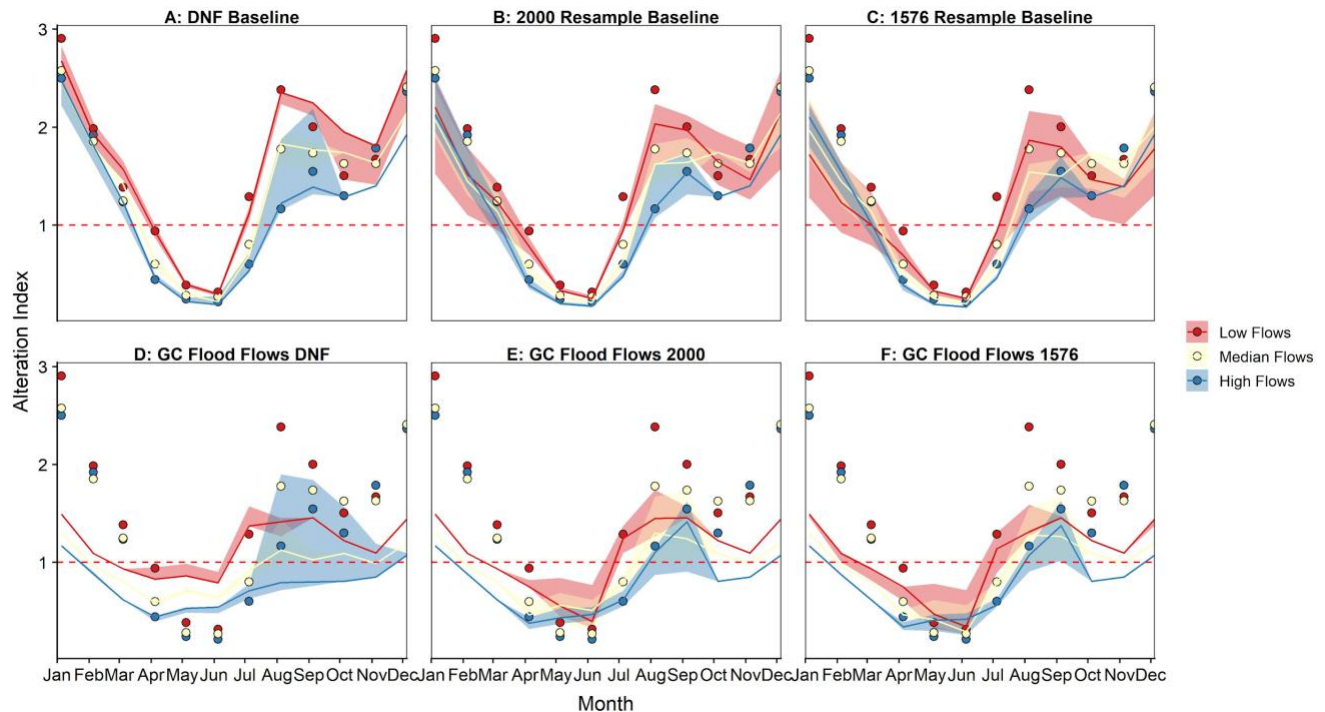 A: DNF Baseline
B: 2000 Resample Baseline
C: 1576 Resample Baseline
3
2
1
D: GC Flood Flows DNF
E: GC Flood Flows 2000
F: GC Flood Flows 1576
3
2
1
Alteration Index
Low Flows
Median Flows
High Flows
Jan Feb Mar Apr May Jun Jul Aug Sep Oct Nov Dec Jan Feb Mar Apr May Jun Jul Aug Sep Oct Nov Dec Jan Feb Mar Apr May Jun Jul Aug Sep Oct Nov Dec
Month